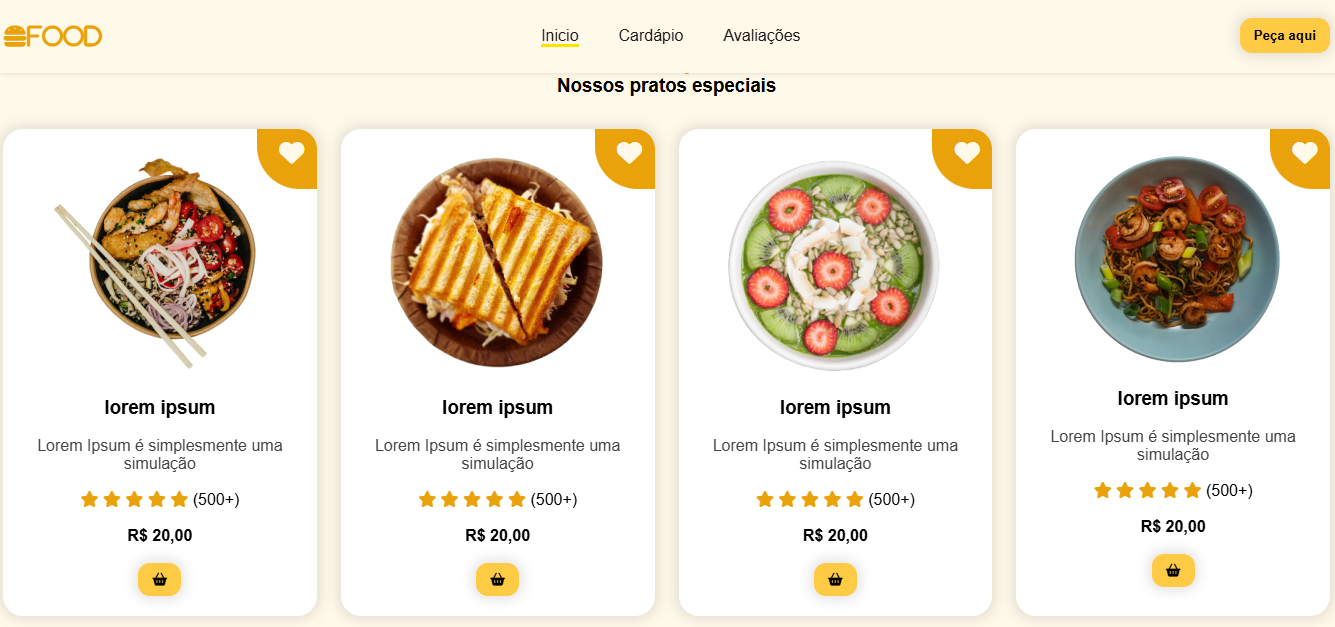 FOOD
Inicio
Cardápio
Avaliações
Peça aqui
Nossos pratos especiais
lorem ipsum
Lorem Ipsum é simplesmente uma
simulação
(500+)
R$ 20,00
lorem ipsum
Lorem Ipsum é simplesmente uma
simulação
(500+)
R$ 20,00
lorem ipsum
Lorem Ipsum é simplesmente uma
simulação
(500+)
R$ 20,00
lorem ipsum
Lorem Ipsum é simplesmente uma
simulação
(500+)
R$ 20,00